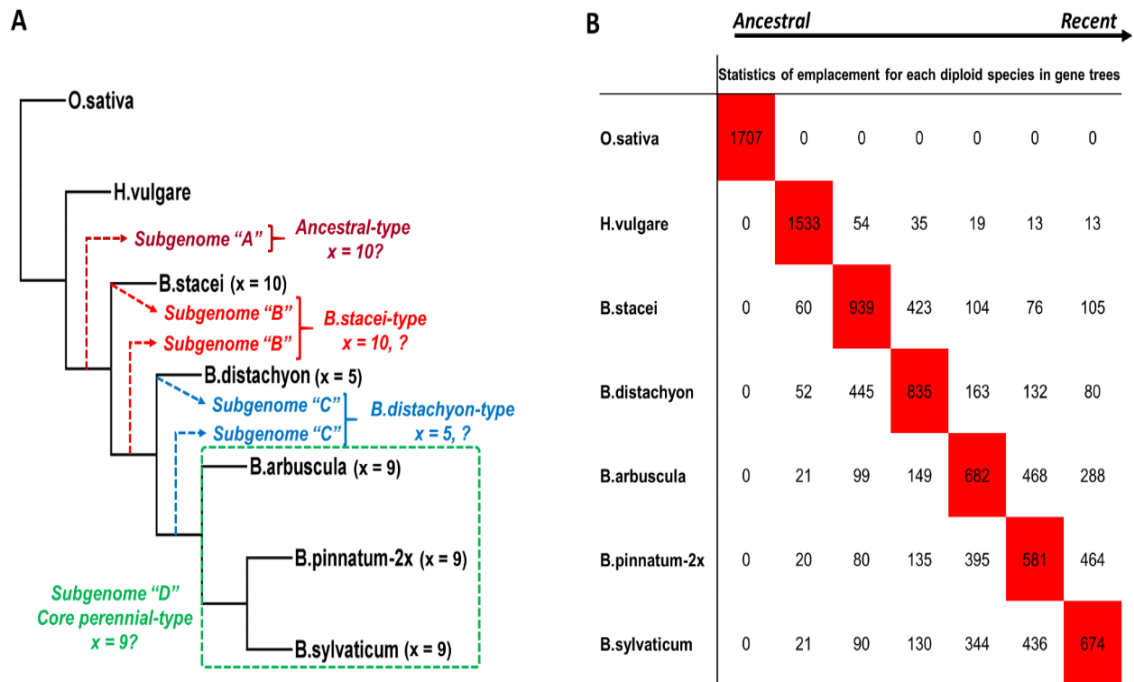 A
O.sativa
H.vulgare
Subgenome “A”
Ancestral-type
x = 10?
B.stacei (x = 10)
Subgenome “B”
Subgenome “B”
B.stacei-type
x = 10, ?
B.distachyon (x = 5)
Subgenome “C”
Subgenome “C”
B.distachyon-type
x = 5, ?
B.arbuscula (x = 9)
B.pinnatum-2x (x = 9)
B.sylvaticum (x = 9)
Subgenome “D”
Core perennial-type
x = 9?
B
Ancestral Recent
Statistics of emplacement for each diploid species in gene trees
O.sativa 1707 0 0 0 0 0 0
H.vulgare 0 1533 54 35 19 13 13
B.stacei 0 60 939 423 104 76 105
B.distachyon 0 52 445 835 163 132 80
B.arbuscula 0 21 99 149 682 468 288
B.pinnatum-2x 0 20 80 135 395 581 464
B.sylvaticum 0 21 90 130 344 436 674